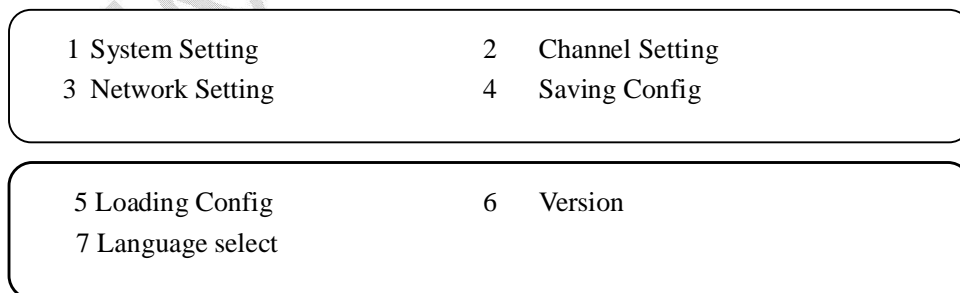 1 System Setting 2 Channel Setting
3 Network Setting 4 Saving Config
5 Loading Config 6 Version
7 Language select